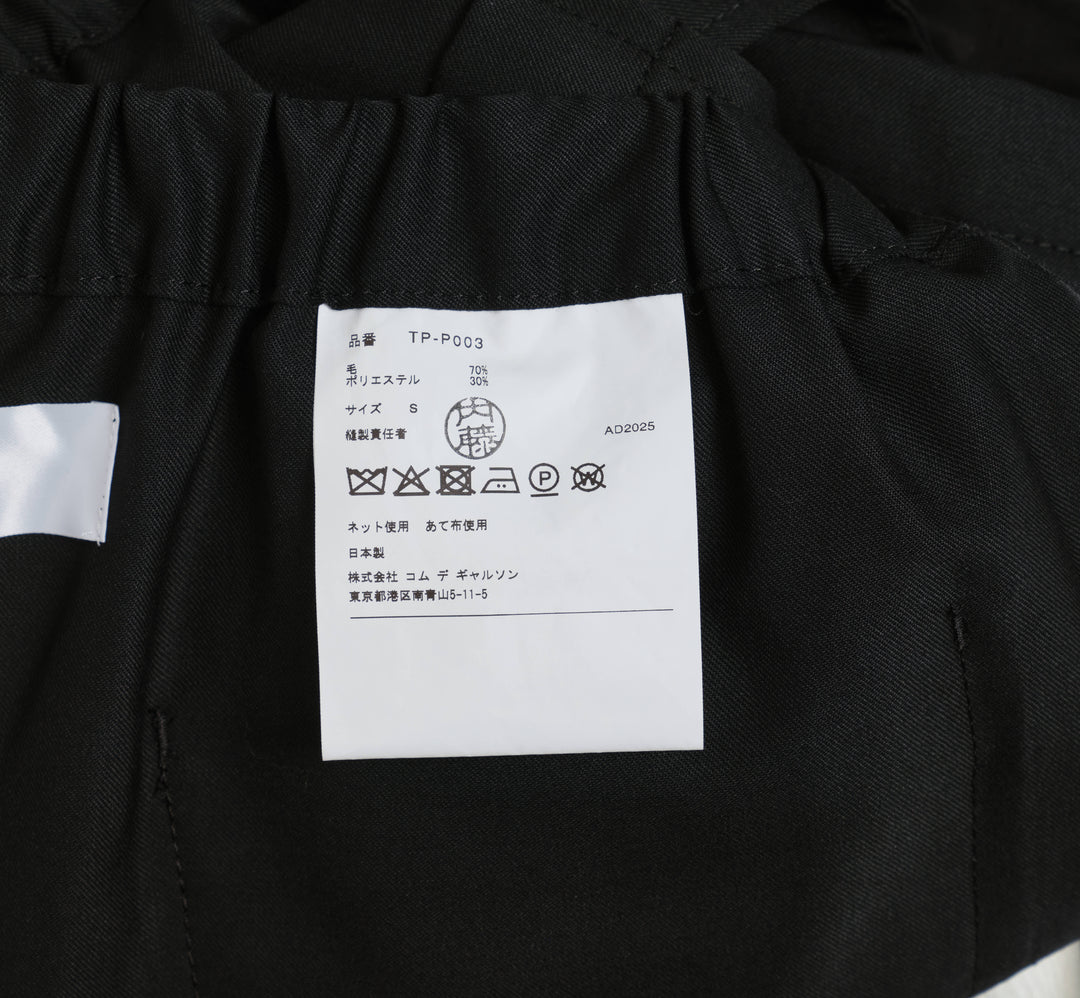 品番 TP-P003
毛 70%
ポリエステル 30%
サイズ S
内藤
縫製責任者
AD2025
P
W
ネット使用 あて布使用
日本製
株式会社 コム デ ギャルソン
東京都港区南青山5-11-5